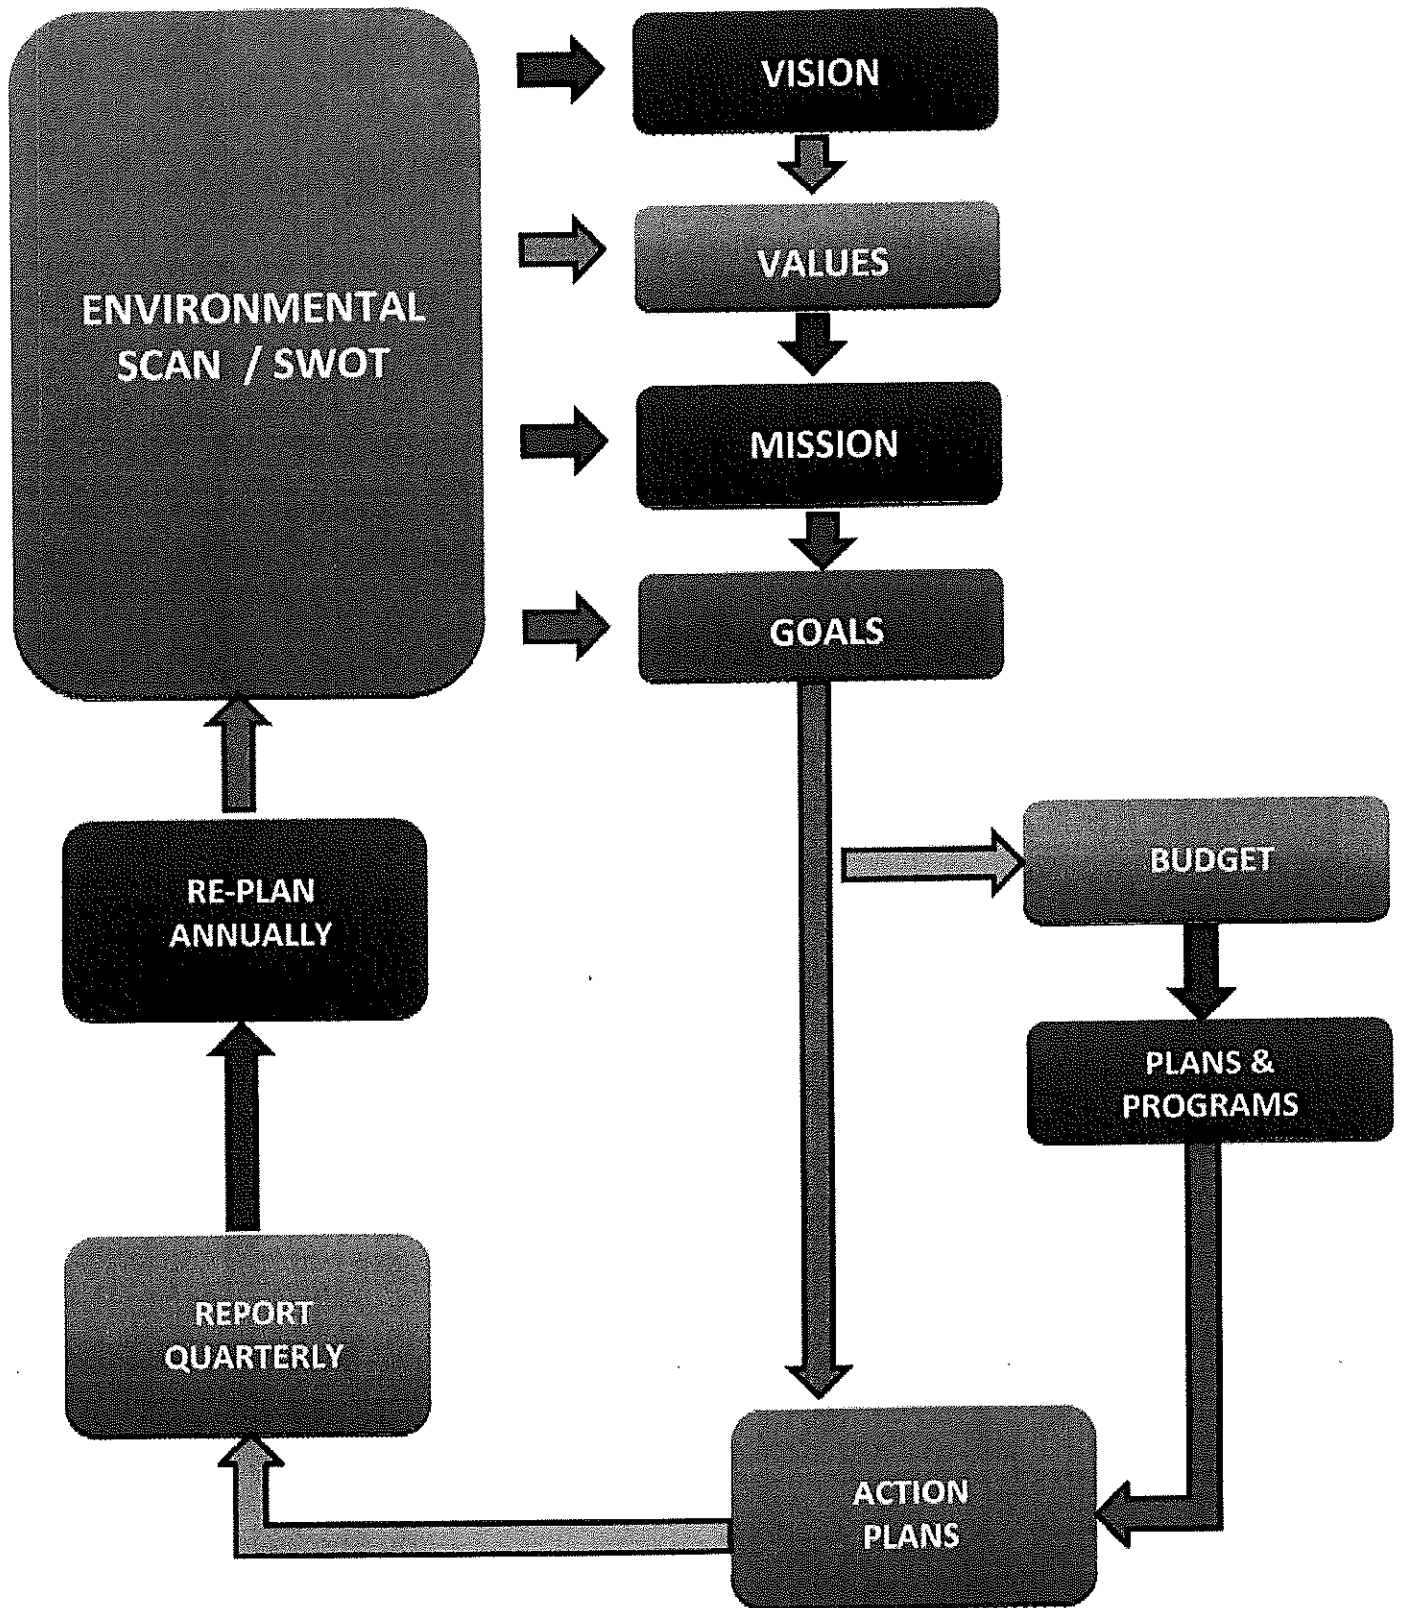 ENVIRONMENTAL
SCAN / SWOT
VISION
VALUES
MISSION
GOALS
BUDGET
PLANS &
PROGRAMS
ACTION
PLANS
REPORT
QUARTERLY
RE-PLAN
ANNUALLY